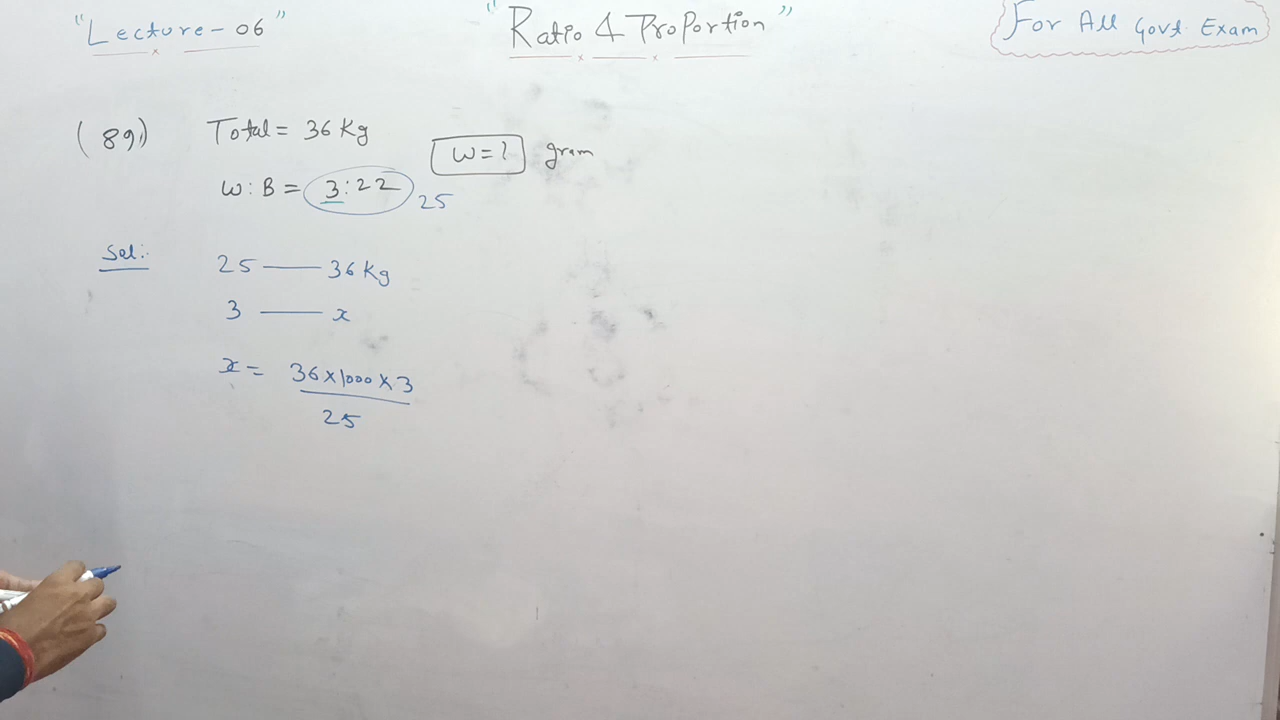 "Lecture - 06"
"Ratio & Proportion"
For All Govt. Exam
(89) Total = 36 Kg
W = ? gram
W : B = 3 : 22 25
Sol:
25 — 36 Kg
3 — x
x = 36 × 1000 × 3
25